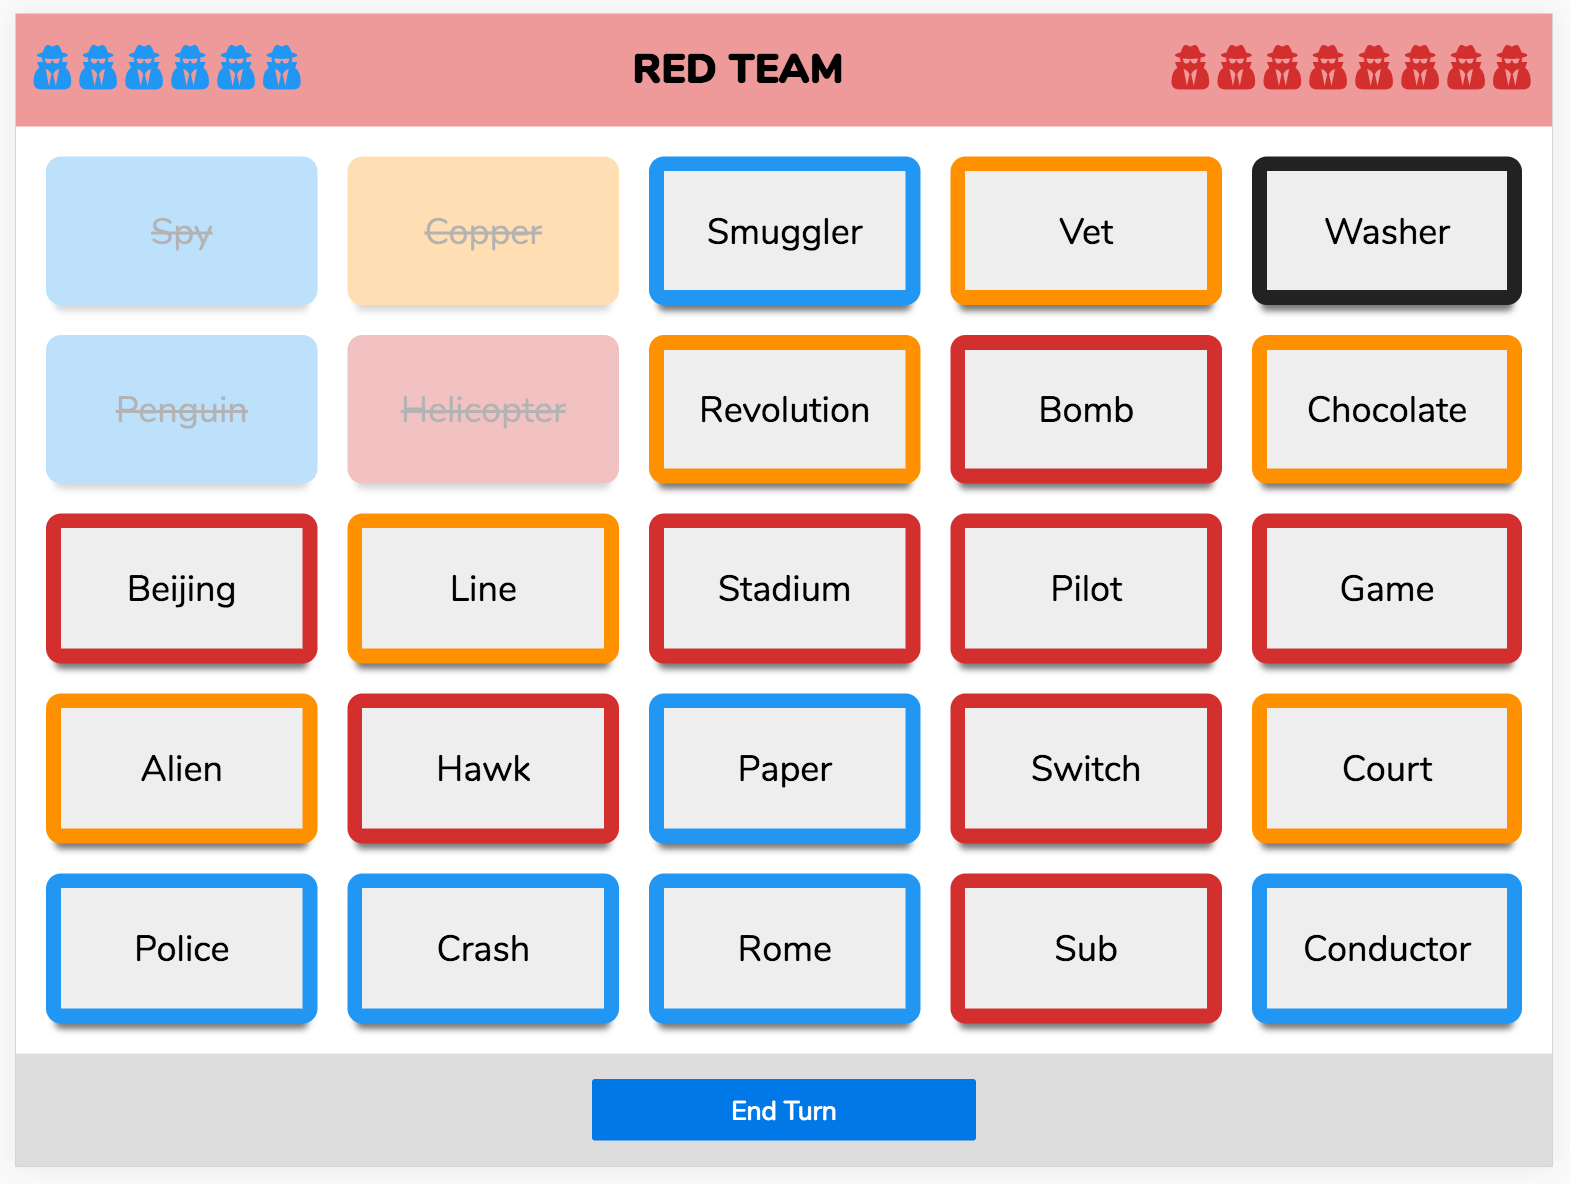 RED TEAM
Spy
Copper
Smuggler
Vet
Washer
Penguin
Helicopter
Revolution
Bomb
Chocolate
Beijing
Line
Stadium
Pilot
Game
Alien
Hawk
Paper
Switch
Court
Police
Crash
Rome
Sub
Conductor
End Turn